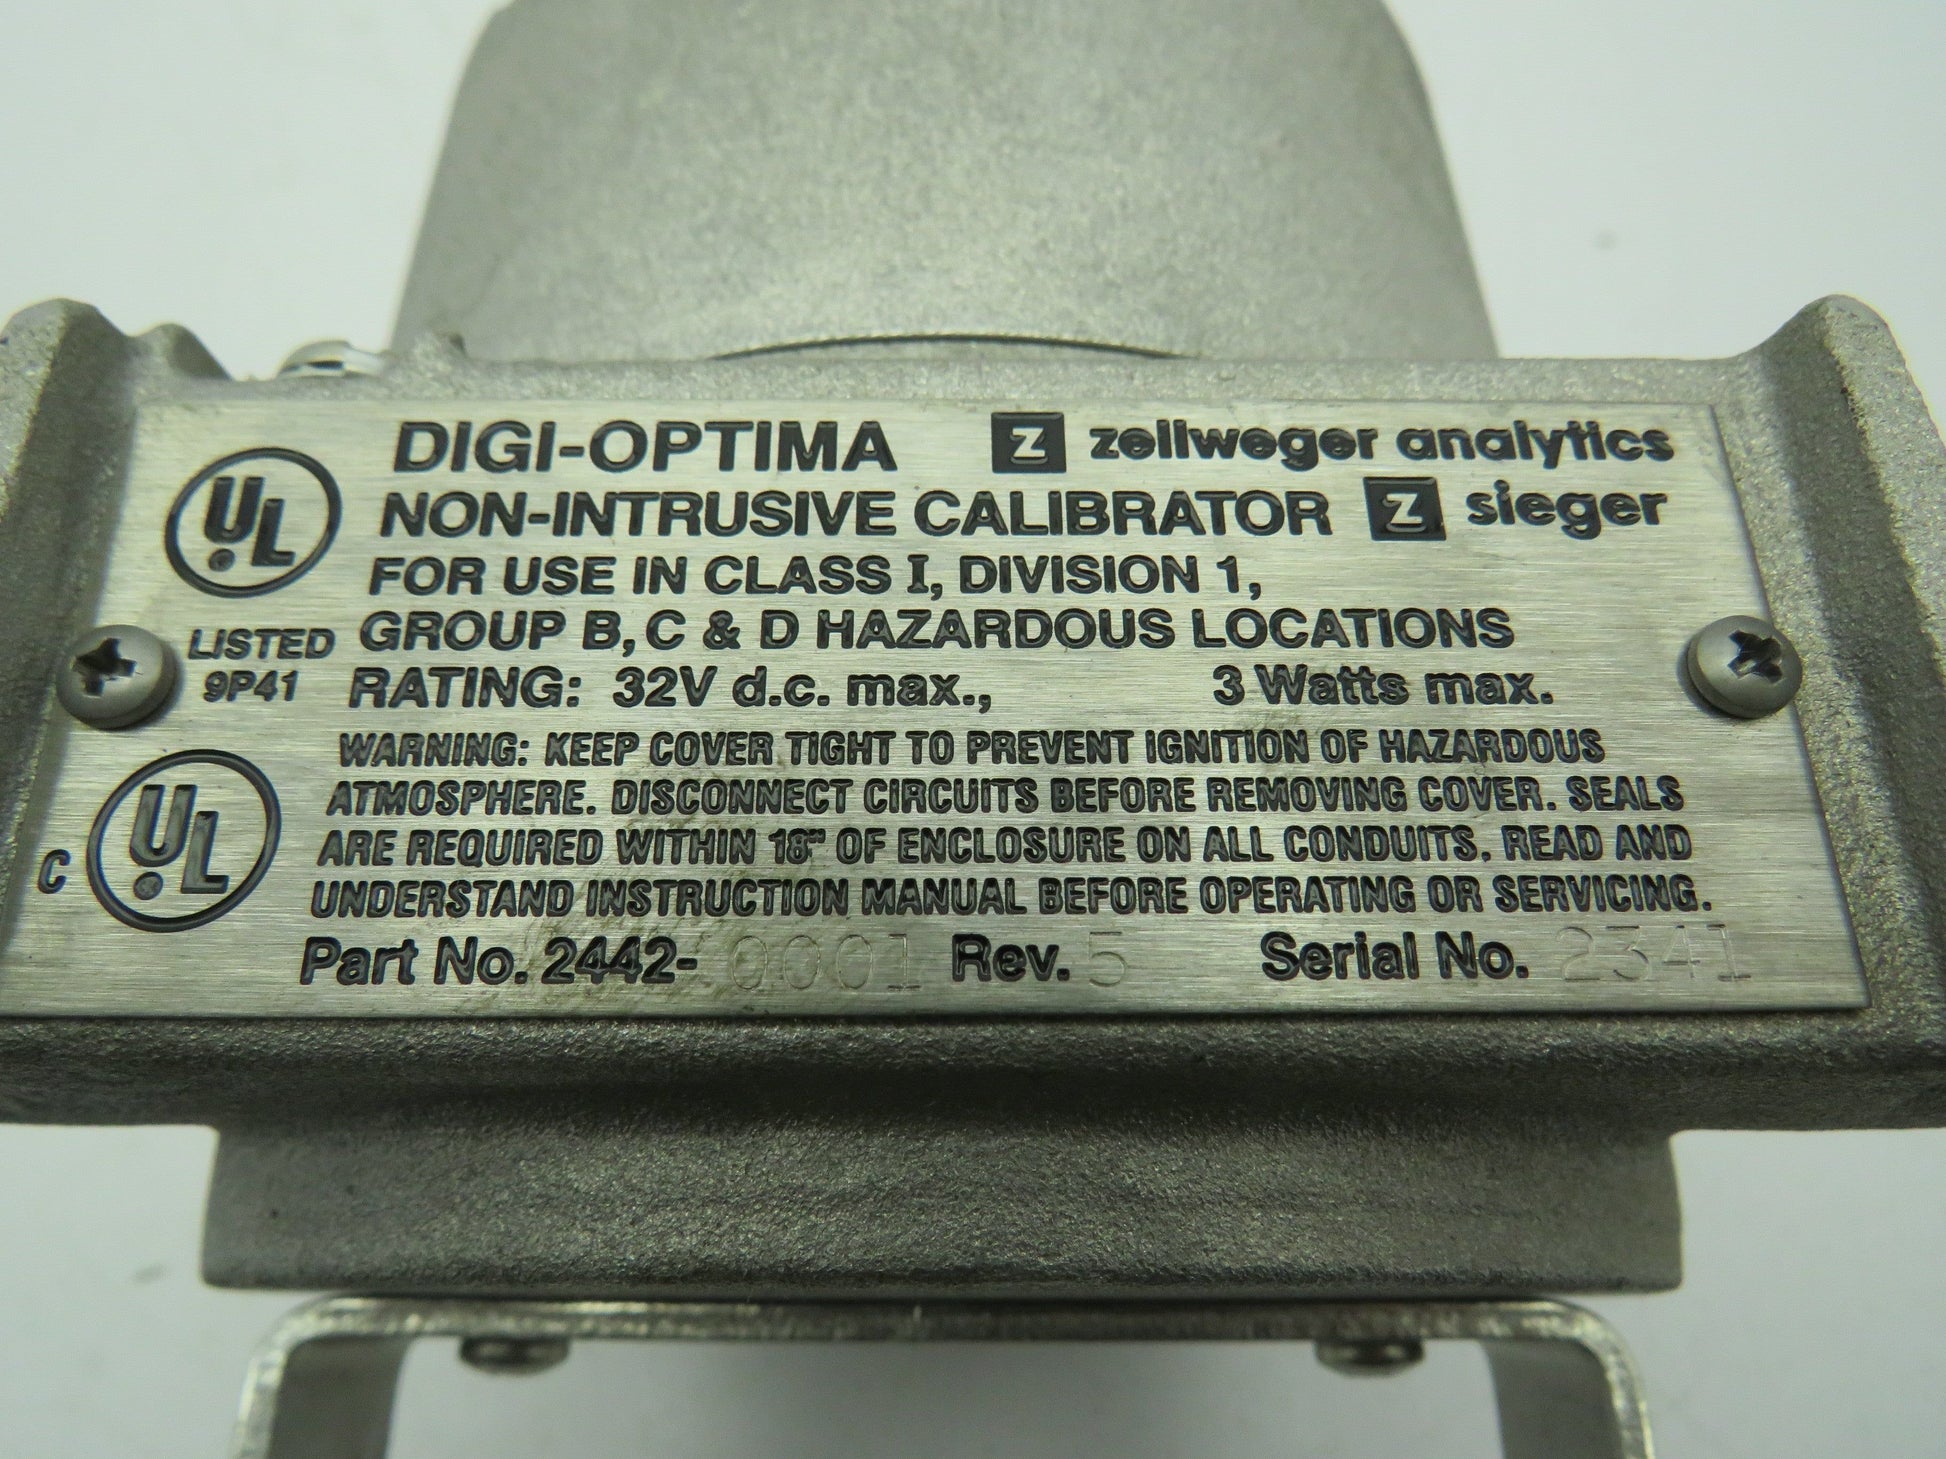 DIGI-OPTIMA Z zellweger analytics
UL NON-INTRUSIVE CALIBRATOR Z sieger
FOR USE IN CLASS I, DIVISION 1,
LISTED GROUP B, C & D HAZARDOUS LOCATIONS
9P41 RATING: 32V d.c. max., 3 Watts max.
WARNING: KEEP COVER TIGHT TO PREVENT IGNITION OF HAZARDOUS
ATMOSPHERE. DISCONNECT CIRCUITS BEFORE REMOVING COVER. SEALS
C UL ARE REQUIRED WITHIN 18" OF ENCLOSURE ON ALL CONDUITS. READ AND
UNDERSTAND INSTRUCTION MANUAL BEFORE OPERATING OR SERVICING.
Part No. 2442-0001 Rev. 5 Serial No. 2341